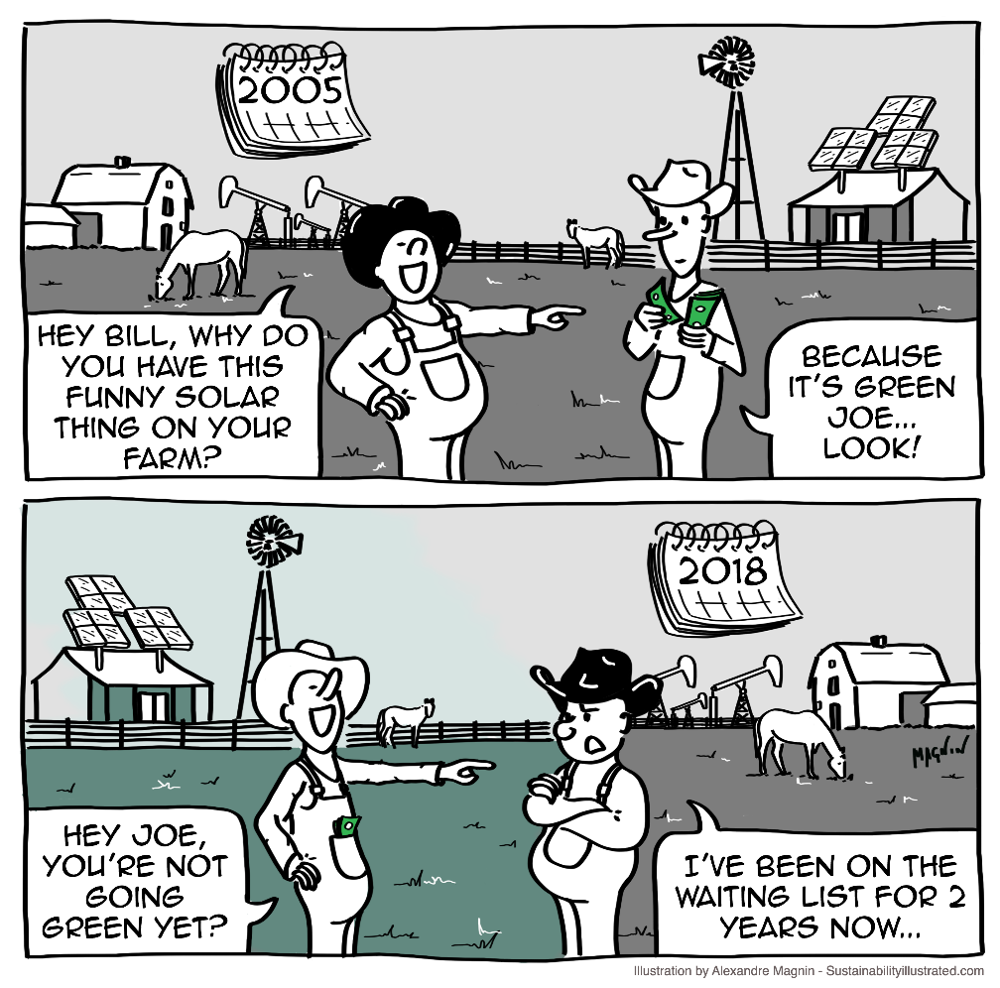 2005
HEY BILL, WHY DO
YOU HAVE THIS
FUNNY SOLAR
THING ON YOUR
FARM?
BECAUSE
IT'S GREEN
JOE...
LOOK!
2018
HEY JOE,
YOU'RE NOT
GOING
GREEN YET?
I'VE BEEN ON THE
WAITING LIST FOR 2
YEARS NOW...
MAGNIN
Illustration by Alexandre Magnin - Sustainabilityillustrated.com